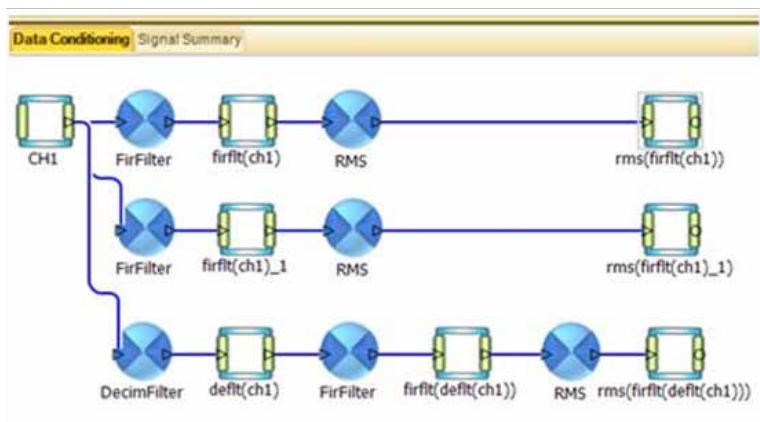 Data Conditioning Signal Summary
CH1 FirFilter firflt(ch1) RMS rms(firflt(ch1))
FirFilter firflt(ch1)_1 RMS rms(firflt(ch1)_1)
DecimFilter deflt(ch1) FirFilter firflt(deflt(ch1)) RMS rms(firflt(deflt(ch1)))